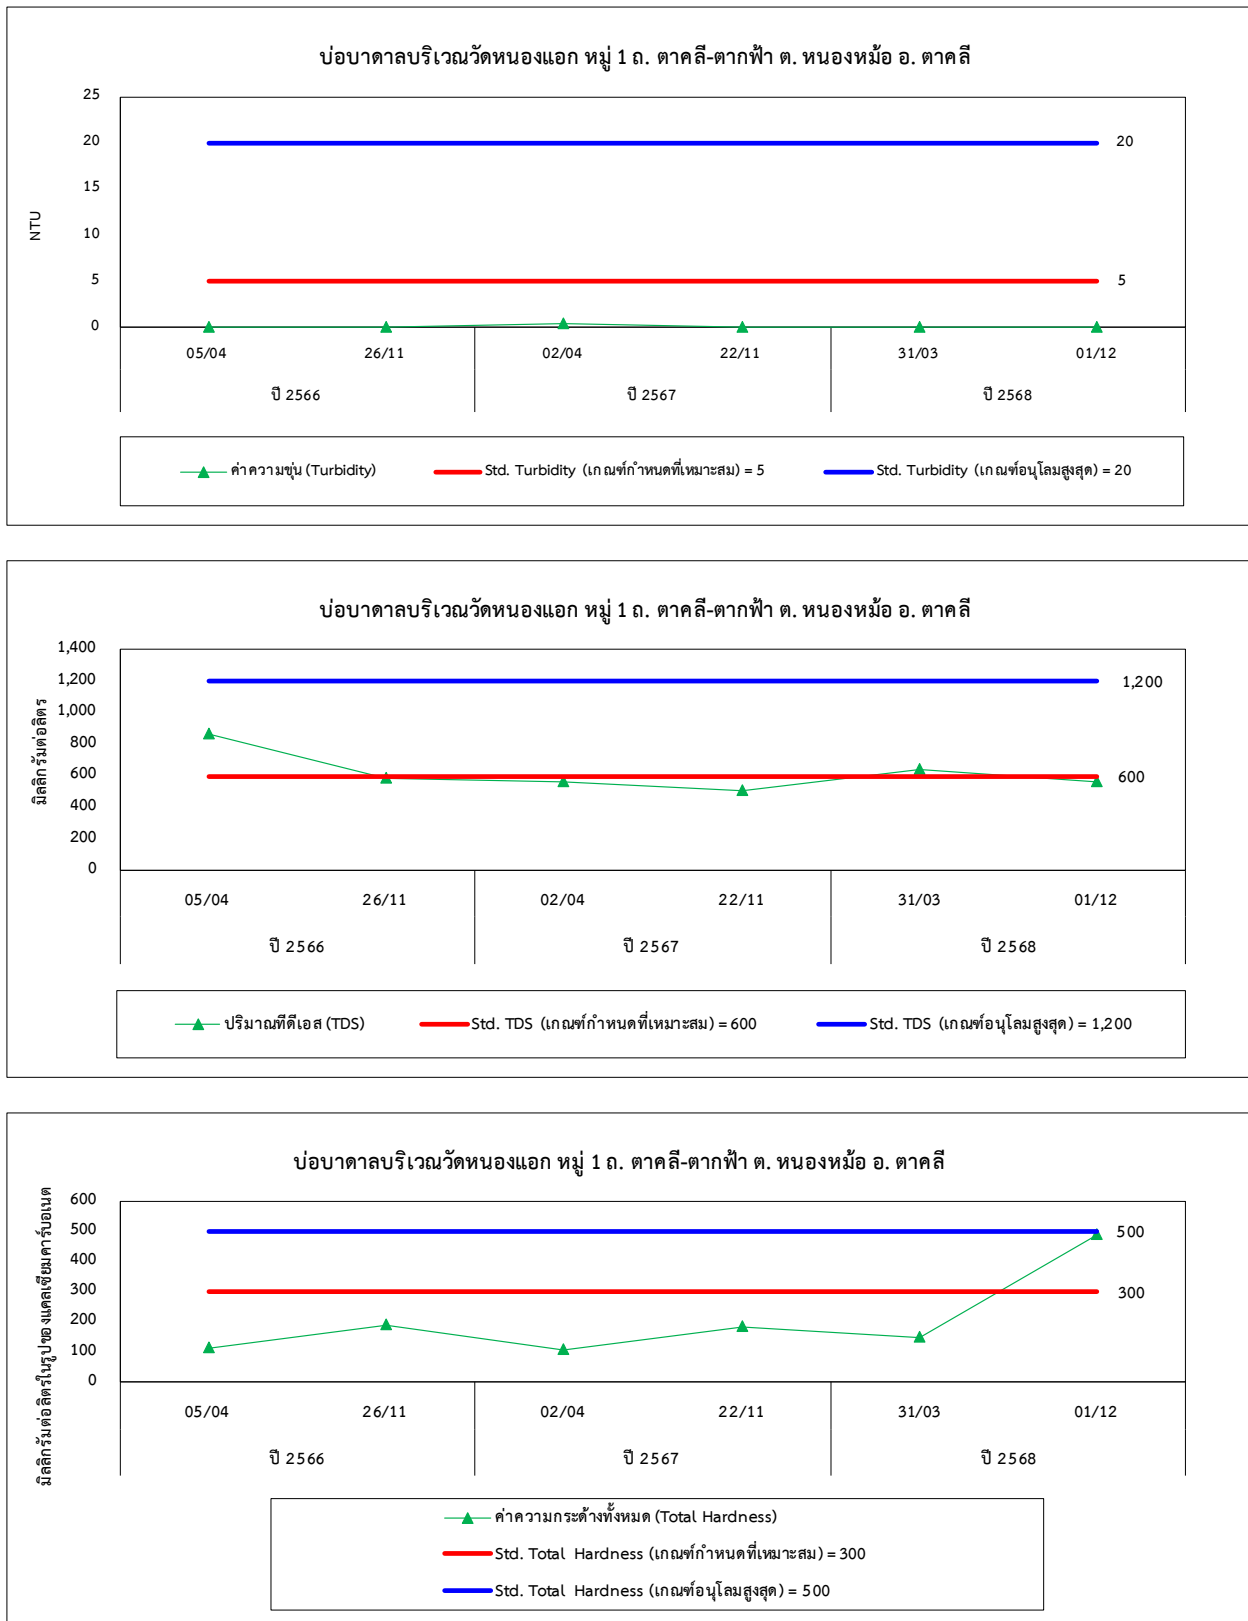 บ่อบาดาลบริเวณวัดหนองแอก หมู่ 1 ถ. ตาคลี-ตากฟ้า ต. หนองหม้อ อ. ตาคลี
NTU
25
20
15
10
5
0
20
5
05/04 26/11 02/04 22/11 31/03 01/12
ปี 2566 ปี 2567 ปี 2568
ค่าความขุ่น (Turbidity) Std. Turbidity (เกณฑ์กำหนดที่เหมาะสม) = 5 Std. Turbidity (เกณฑ์อนุโลมสูงสุด) = 20
บ่อบาดาลบริเวณวัดหนองแอก หมู่ 1 ถ. ตาคลี-ตากฟ้า ต. หนองหม้อ อ. ตาคลี
มิลลิกรัมต่อลิตร
1,400
1,200
1,000
800
600
400
200
0
1,200
600
05/04 26/11 02/04 22/11 31/03 01/12
ปี 2566 ปี 2567 ปี 2568
ปริมาณทีดีเอส (TDS) Std. TDS (เกณฑ์กำหนดที่เหมาะสม) = 600 Std. TDS (เกณฑ์อนุโลมสูงสุด) = 1,200
บ่อบาดาลบริเวณวัดหนองแอก หมู่ 1 ถ. ตาคลี-ตากฟ้า ต. หนองหม้อ อ. ตาคลี
มิลลิกรัมต่อลิตรในรูปของแคลเซียมคาร์บอเนต
600
500
400
300
200
100
0
500
300
05/04 26/11 02/04 22/11 31/03 01/12
ปี 2566 ปี 2567 ปี 2568
ค่าความกระด้างทั้งหมด (Total Hardness)
Std. Total Hardness (เกณฑ์กำหนดที่เหมาะสม) = 300
Std. Total Hardness (เกณฑ์อนุโลมสูงสุด) = 500